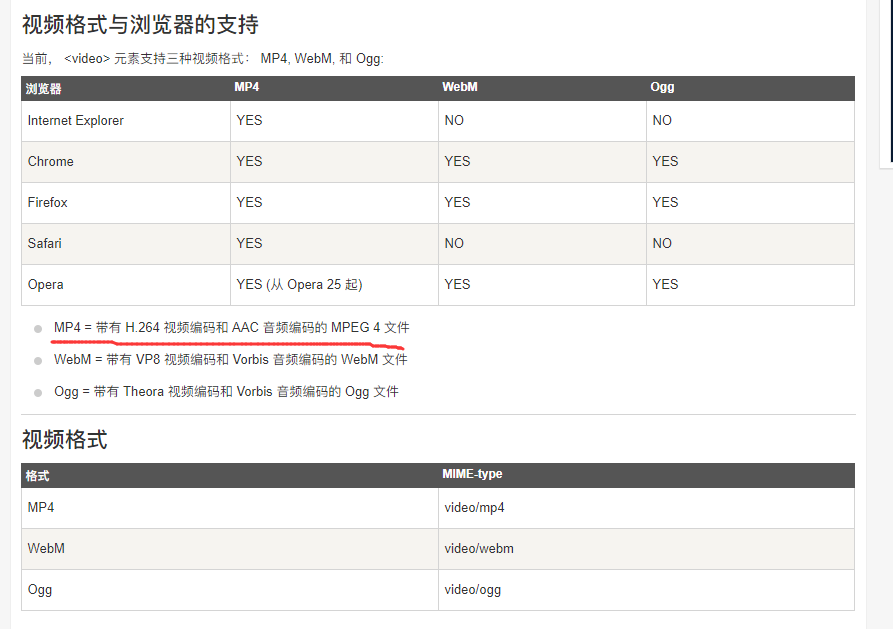 视频格式与浏览器的支持
当前， <video> 元素支持三种视频格式： MP4, WebM, 和 Ogg:
浏览器 MP4 WebM Ogg
Internet Explorer YES NO NO
Chrome YES YES YES
Firefox YES YES YES
Safari YES NO NO
Opera YES (从 Opera 25 起) YES YES
MP4 = 带有 H.264 视频编码和 AAC 音频编码的 MPEG 4 文件
WebM = 带有 VP8 视频编码和 Vorbis 音频编码的 WebM 文件
Ogg = 带有 Theora 视频编码和 Vorbis 音频编码的 Ogg 文件
视频格式
格式 MIME-type
MP4 video/mp4
WebM video/webm
Ogg video/ogg